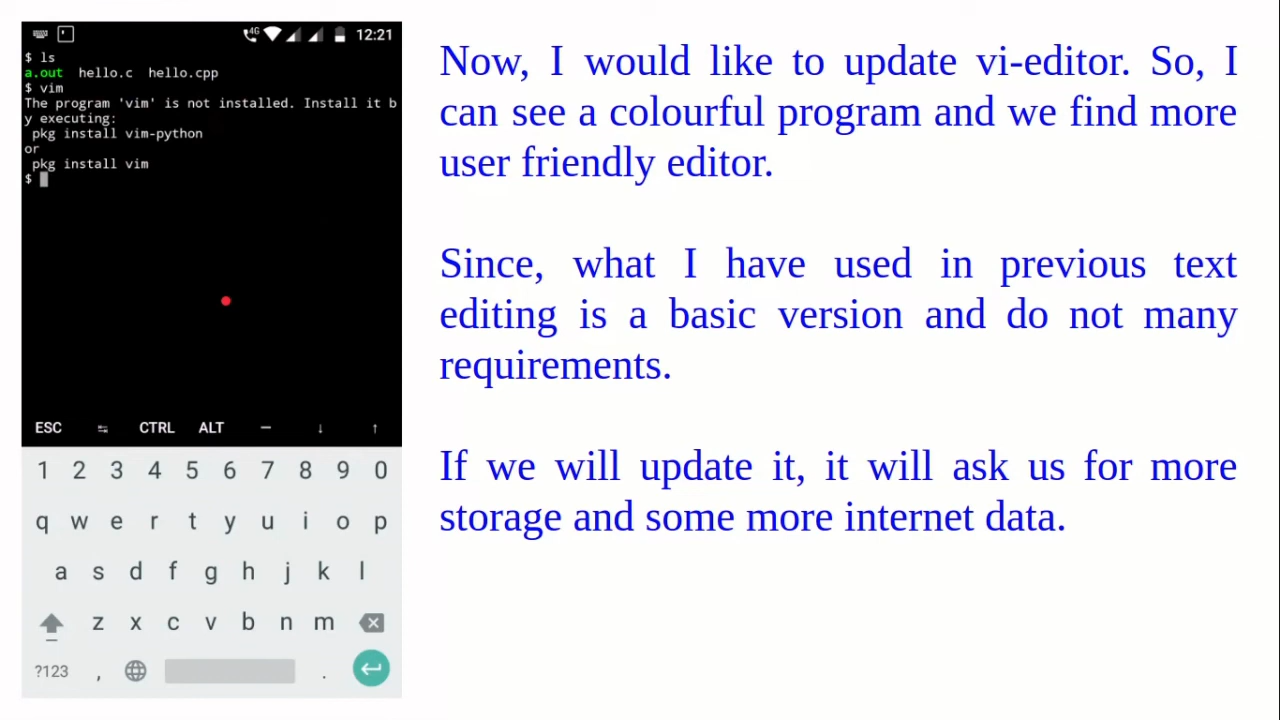 4G 12:21
$ ls
a.out hello.c hello.cpp
$ vim
The program 'vim' is not installed. Install it b
y executing:
pkg install vim-python
or
pkg install vim
$
ESC CTRL ALT — ↓ ↑
1 2 3 4 5 6 7 8 9 0
q w e r t y u i o p
a s d f g h j k l
z x c v b n m
?123 , .
Now, I would like to update vi-editor. So, I
can see a colourful program and we find more
user friendly editor.
Since, what I have used in previous text
editing is a basic version and do not many
requirements.
If we will update it, it will ask us for more
storage and some more internet data.